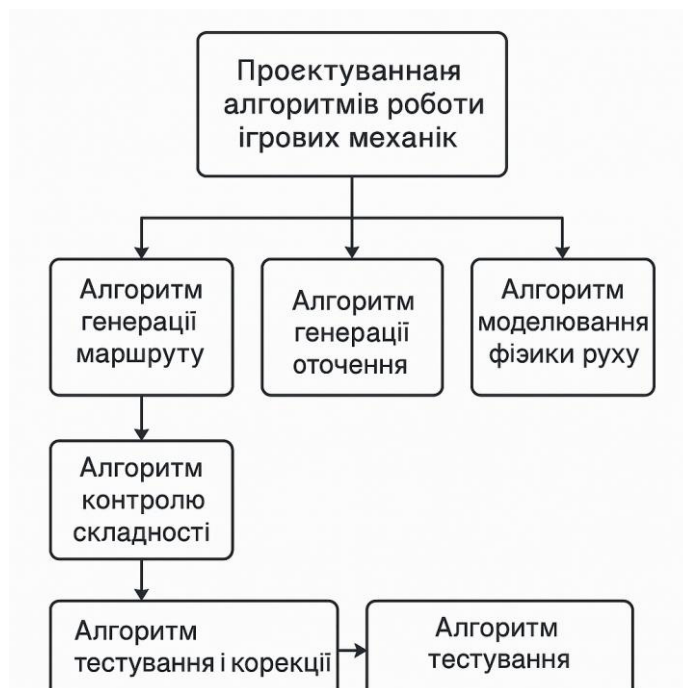 Проєктуваннаня
алгоритмів роботи
ігрових механік
Алгоритм
генерації
маршруту
Алгоритм
генерації
оточення
Алгоритм
моделювання
фізики руху
Алгоритм
контролю
складності
Алгоритм
тестування і корекції
Алгоритм
тестування